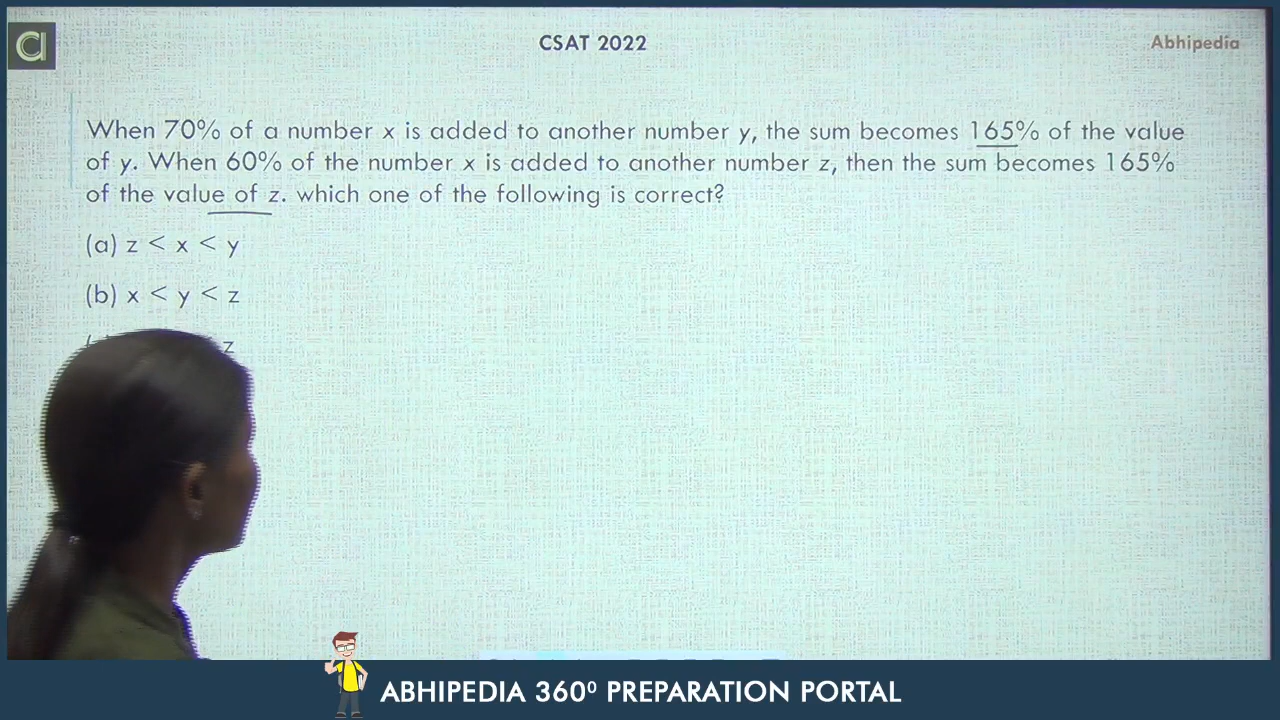 CSAT 2022
Abhipedia
When 70% of a number x is added to another number y, the sum becomes 165% of the value
of y. When 60% of the number x is added to another number z, then the sum becomes 165%
of the value of z. which one of the following is correct?
(a) z < x < y
(b) x < y < z
z
ABHIPEDIA 360⁰ PREPARATION PORTAL